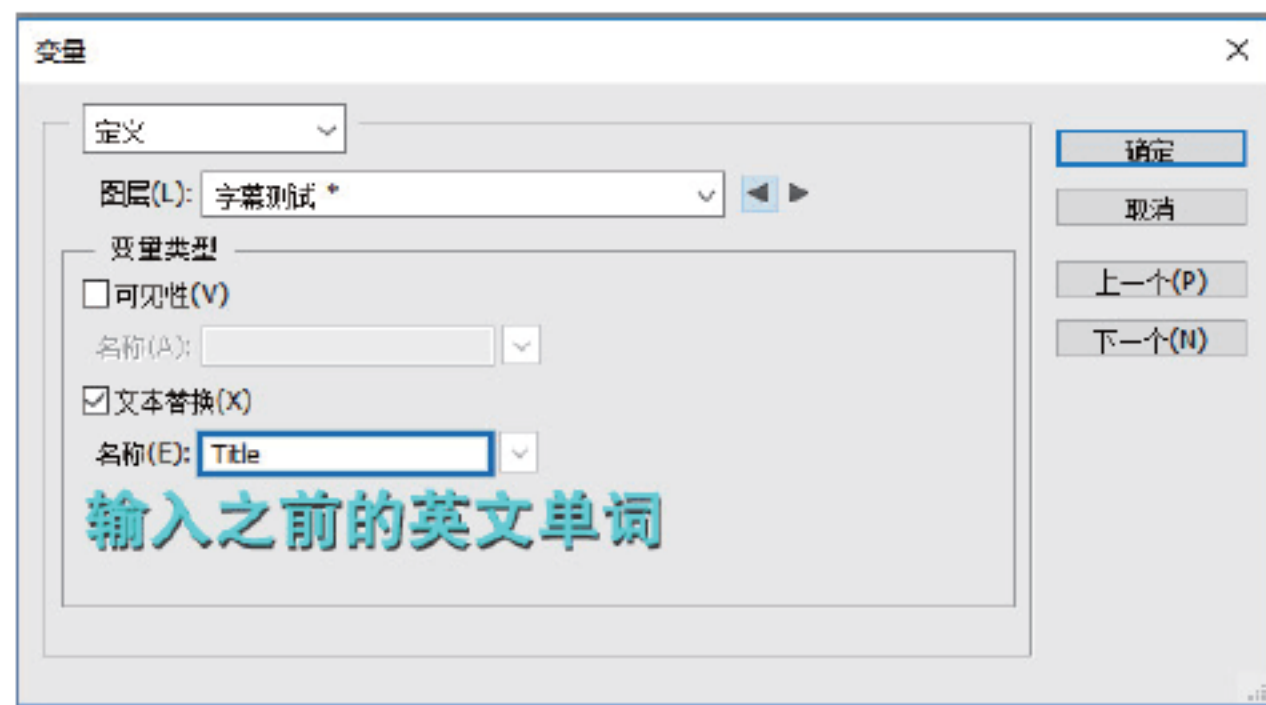 变量
定义
确定
图层(L): 字幕测试 *
取消
变量类型
可见性(V)
上一个(P)
名称(A):
下一个(N)
文本替换(X)
名称(E): Title
输入之前的英文单词